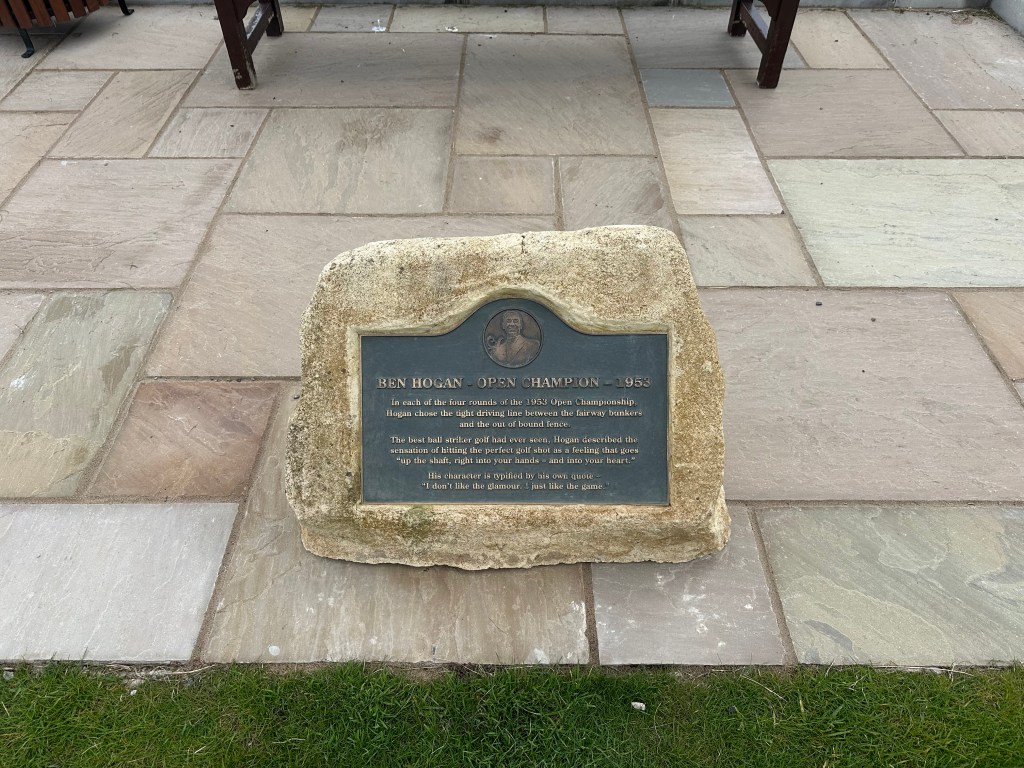 BEN HOGAN - OPEN CHAMPION - 1953
In each of the four rounds of the 1953 Open Championship,
Hogan chose the tight driving line between the fairway bunkers
and the out of bound fence.
The best ball striker golf had ever seen, Hogan described the
sensation of hitting the perfect golf shot as a feeling that goes
“up the shaft, right into your hands – and into your heart.”
His character is typified by his own quote –
“I don’t like the glamour. I just like the game.”